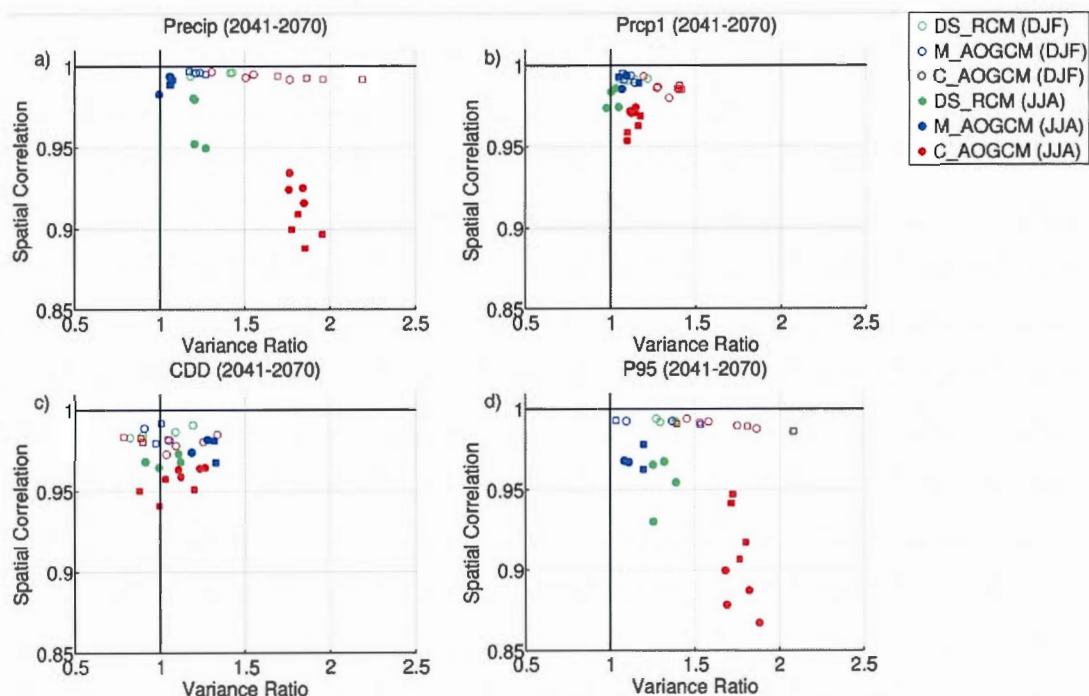 Precip (2041-2070)
a)
1
0.95
0.9
0.85
Spatial Correlation
0.5 1 1.5 2 2.5
Variance Ratio
Prcp1 (2041-2070)
b)
1
0.95
0.9
0.85
Spatial Correlation
0.5 1 1.5 2 2.5
Variance Ratio
DS_RCM (DJF)
M_AOGCM (DJF)
C_AOGCM (DJF)
DS_RCM (JJA)
M_AOGCM (JJA)
C_AOGCM (JJA)
CDD (2041-2070)
c)
1
0.95
0.9
0.85
Spatial Correlation
0.5 1 1.5 2 2.5
Variance Ratio
P95 (2041-2070)
d)
1
0.95
0.9
0.85
Spatial Correlation
0.5 1 1.5 2 2.5
Variance Ratio